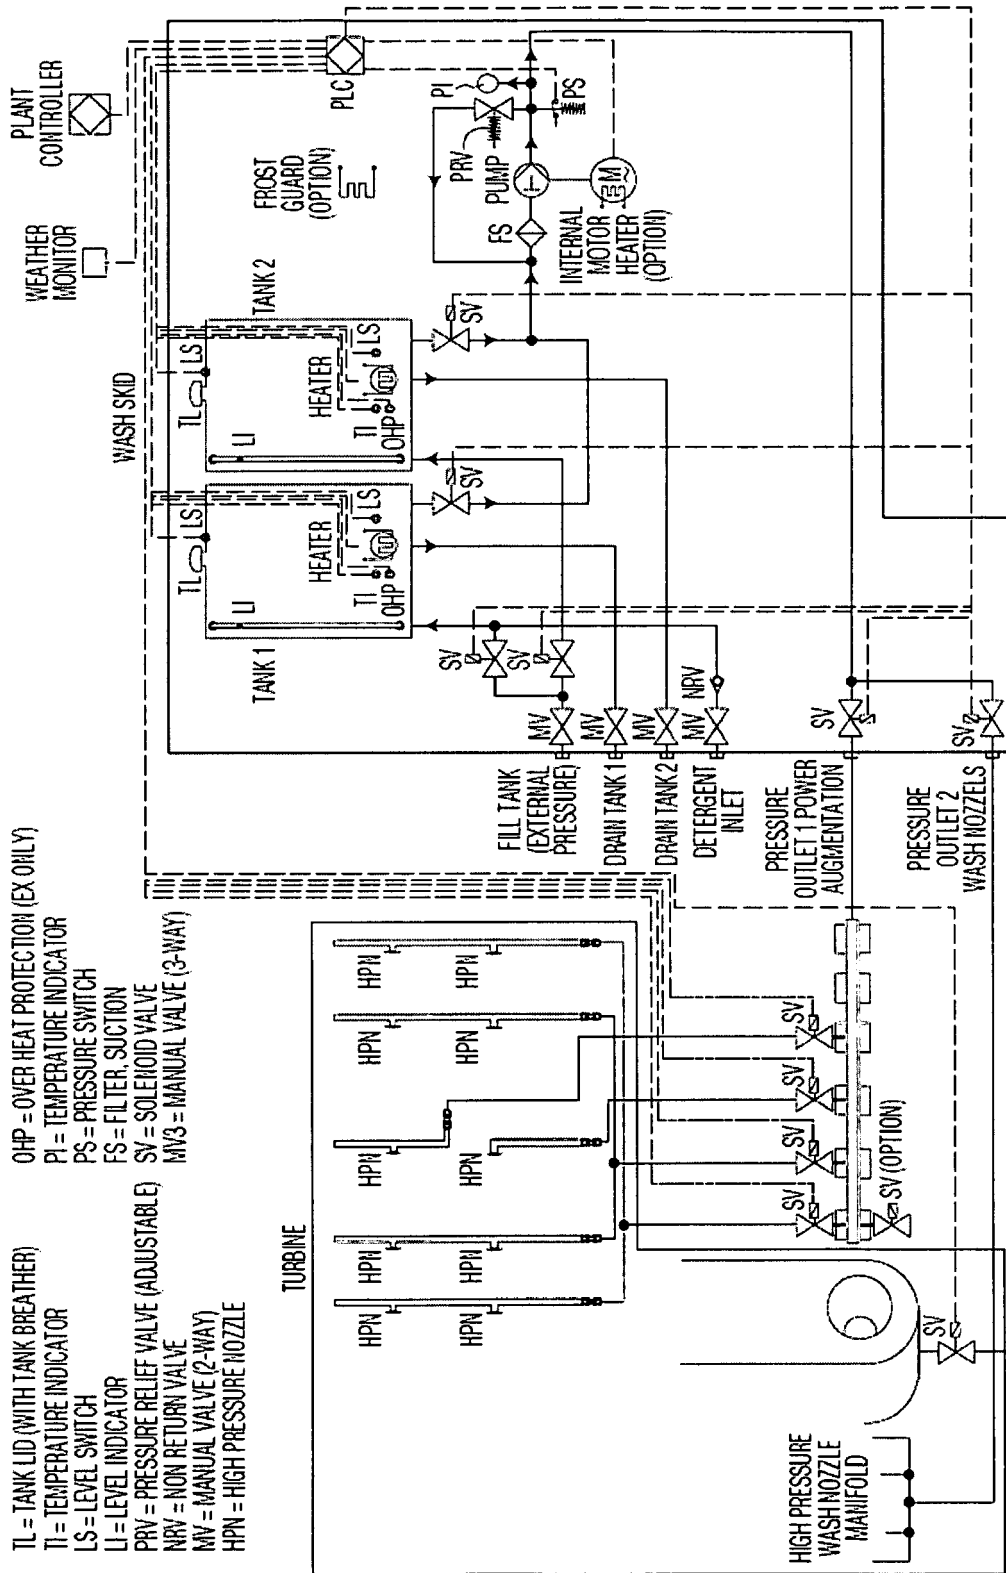 TL = TANK LID (WITH TANK BREATHER)
TI = TEMPERATURE INDICATOR
LS = LEVEL SWITCH
LI = LEVEL INDICATOR
PRV = PRESSURE RELIEF VALVE (ADJUSTABLE)
NRV = NON RETURN VALVE
MV = MANUAL VALVE (2-WAY)
HPN = HIGH PRESSURE NOZZLE
OHP = OVER HEAT PROTECTION (EX ONLY)
PI = TEMPERATURE INDICATOR
PS = PRESSURE SWITCH
FS = FILTER, SUCTION
SV = SOLENOID VALVE
MV3 = MANUAL VALVE (3-WAY)
WEATHER
MONITOR
PLANT
CONTROLLER
WASH SKID
PLC
TANK 1
TL
LS
LI
HEATER
LS
TI
OHP
TANK 2
TL
LS
LI
HEATER
LS
TI
OHP
FROST
GUARD
(OPTION)
PI
PRV
PUMP
PS
FS
M
INTERNAL
MOTOR
HEATER
(OPTION)
SV
SV
SV
SV
MV
MV
MV
MV
NRV
FILL TANK
(EXTERNAL
PRESSURE)
DRAIN TANK 1
DRAIN TANK 2
DETERGENT
INLET
PRESSURE
OUTLET 1 POWER
AUGMENTATION
SV
PRESSURE
OUTLET 2
WASH NOZZELS
SV
TURBINE
HPN
HPN
HPN
HPN
HPN
HPN
HPN
HPN
HPN
HPN
SV
SV
SV
SV
SV (OPTION)
SV
HIGH PRESSURE
WASH NOZZLE
MANIFOLD